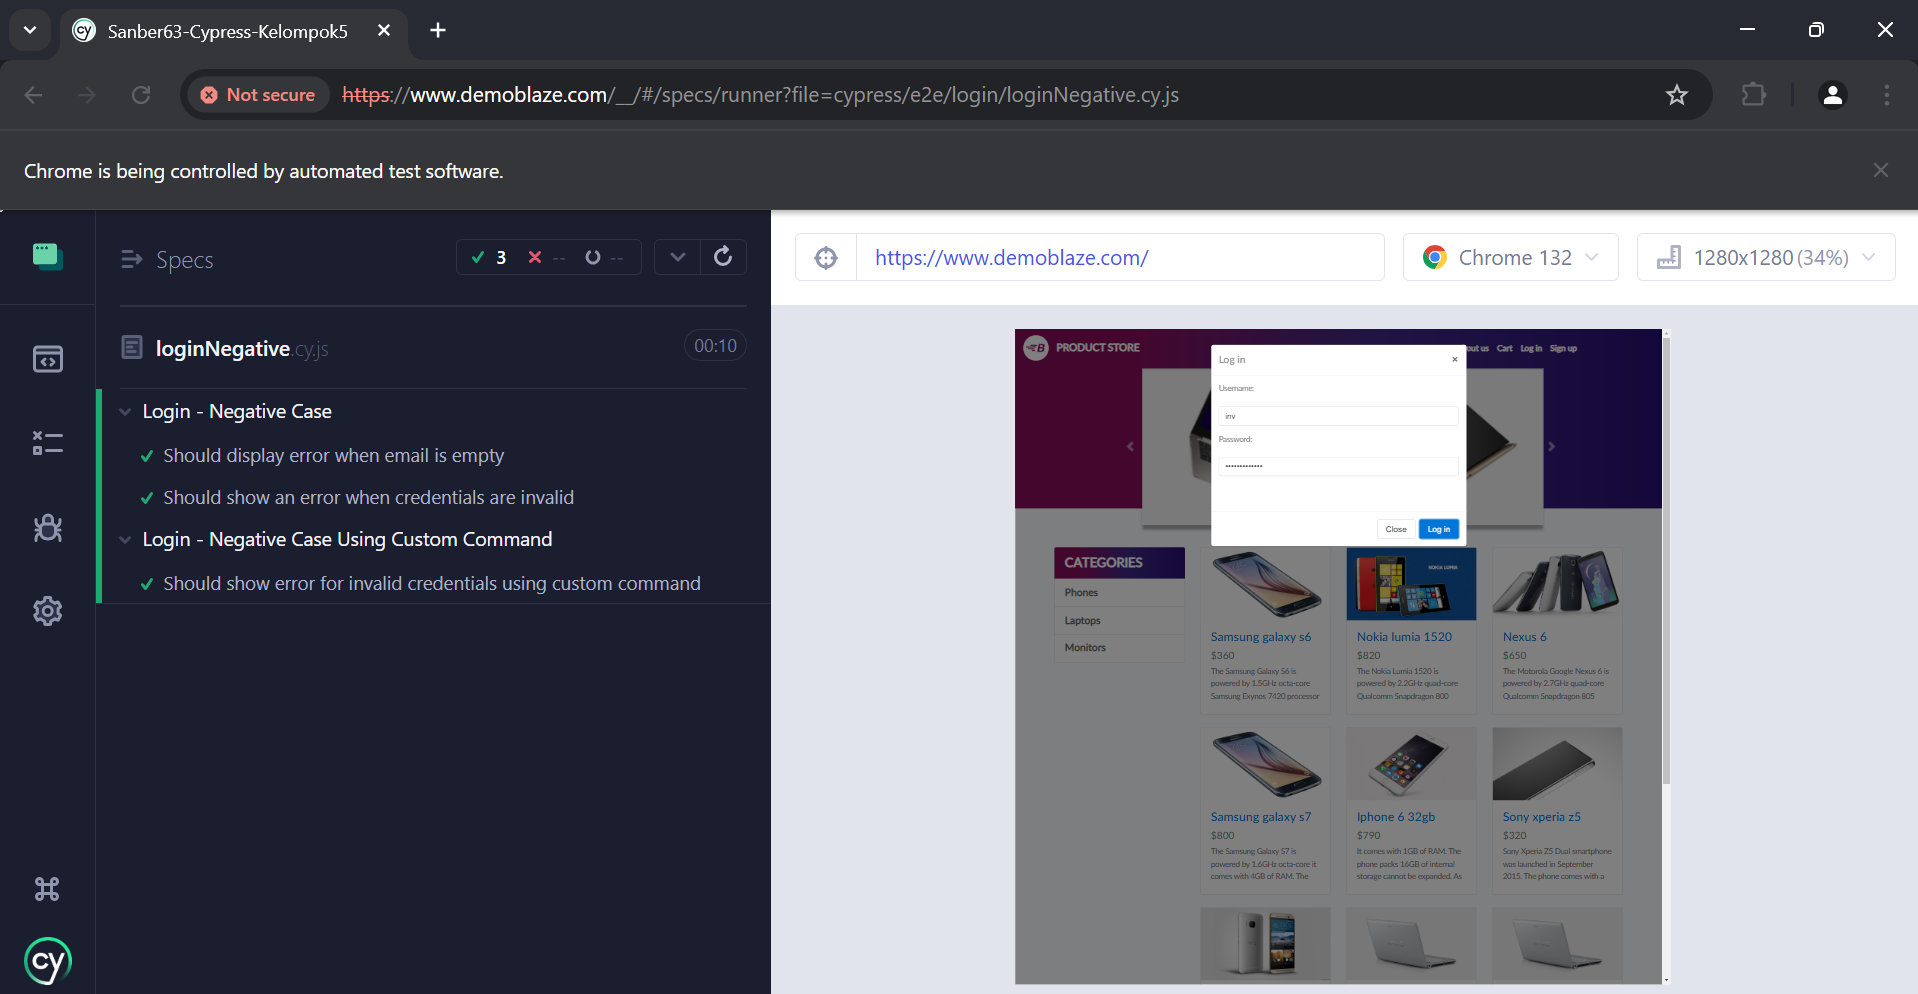 Sanber63-Cypress-Kelompok5
Not secure https://www.demoblaze.com/__/#/specs/runner?file=cypress/e2e/login/loginNegative.cy.js
Chrome is being controlled by automated test software.
Specs
3 -- --
loginNegative.cy.js 00:10
Login - Negative Case
Should display error when email is empty
Should show an error when credentials are invalid
Login - Negative Case Using Custom Command
Should show error for invalid credentials using custom command
cy
https://www.demoblaze.com/
Chrome 132
1280x1280 (34%)
PRODUCT STORE
out us Cart Log in Sign up
Log in ×
Username:
inv
Password:
Close Log in
CATEGORIES
Phones
Laptops
Monitors
NOKIA LUMIA
Samsung galaxy s6
$360
The Samsung Galaxy S6 is
powered by 1.5GHz octa-core
Samsung Exynos 7420 processor
Nokia lumia 1520
$820
The Nokia Lumia 1520 is
powered by 2.2GHz quad-core
Qualcomm Snapdragon 800
Nexus 6
$650
The Motorola Google Nexus 6 is
powered by 2.7GHz quad-core
Qualcomm Snapdragon 805
Samsung galaxy s7
$800
The Samsung Galaxy S7 is
powered by 1.6GHz octa-core it
comes with 4GB of RAM. The
Iphone 6 32gb
$790
It comes with 1GB of RAM. The
phone packs 16GB of internal
storage cannot be expanded. As
Sony xperia z5
$320
Sony Xperia Z5 Dual smartphone
was launched in September
2015. The phone comes with a